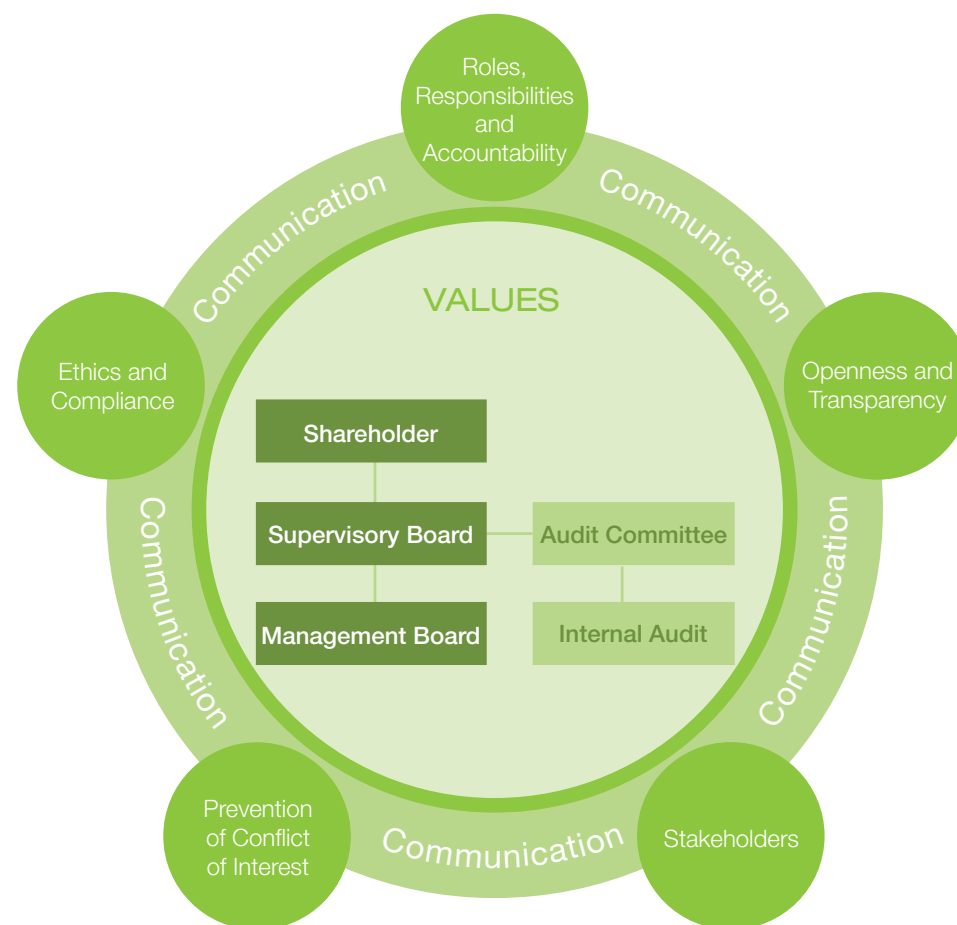 Roles,
Responsibilities
and
Accountability
Communication
Communication
VALUES
Ethics and
Compliance
Openness and
Transparency
Shareholder
Supervisory Board
Audit Committee
Management Board
Internal Audit
Communication
Communication
Prevention
of Conflict
of Interest
Communication
Stakeholders